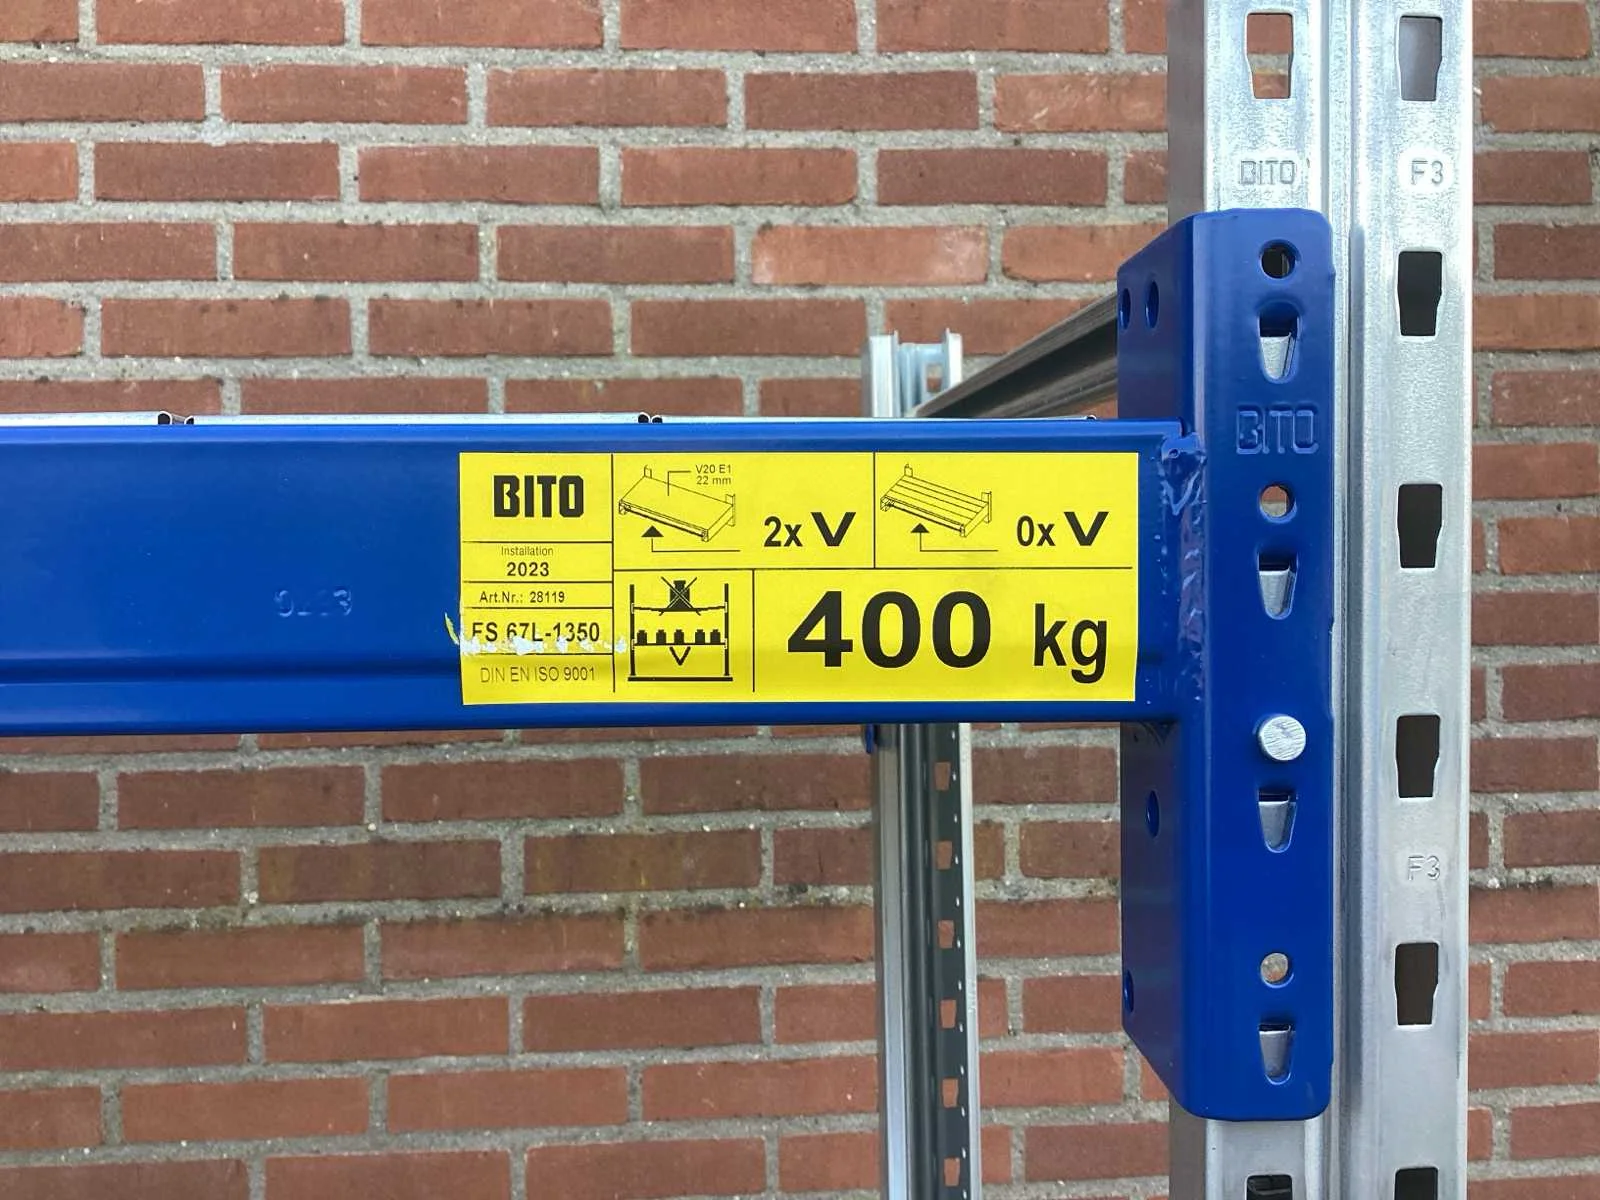 BITO
F3
BITO
BITO
Installation
2023
Art.Nr.: 28119
FS 67L-1350
DIN EN ISO 9001
V20 E1
22 mm
2x V
0x V
V
400 kg
F3